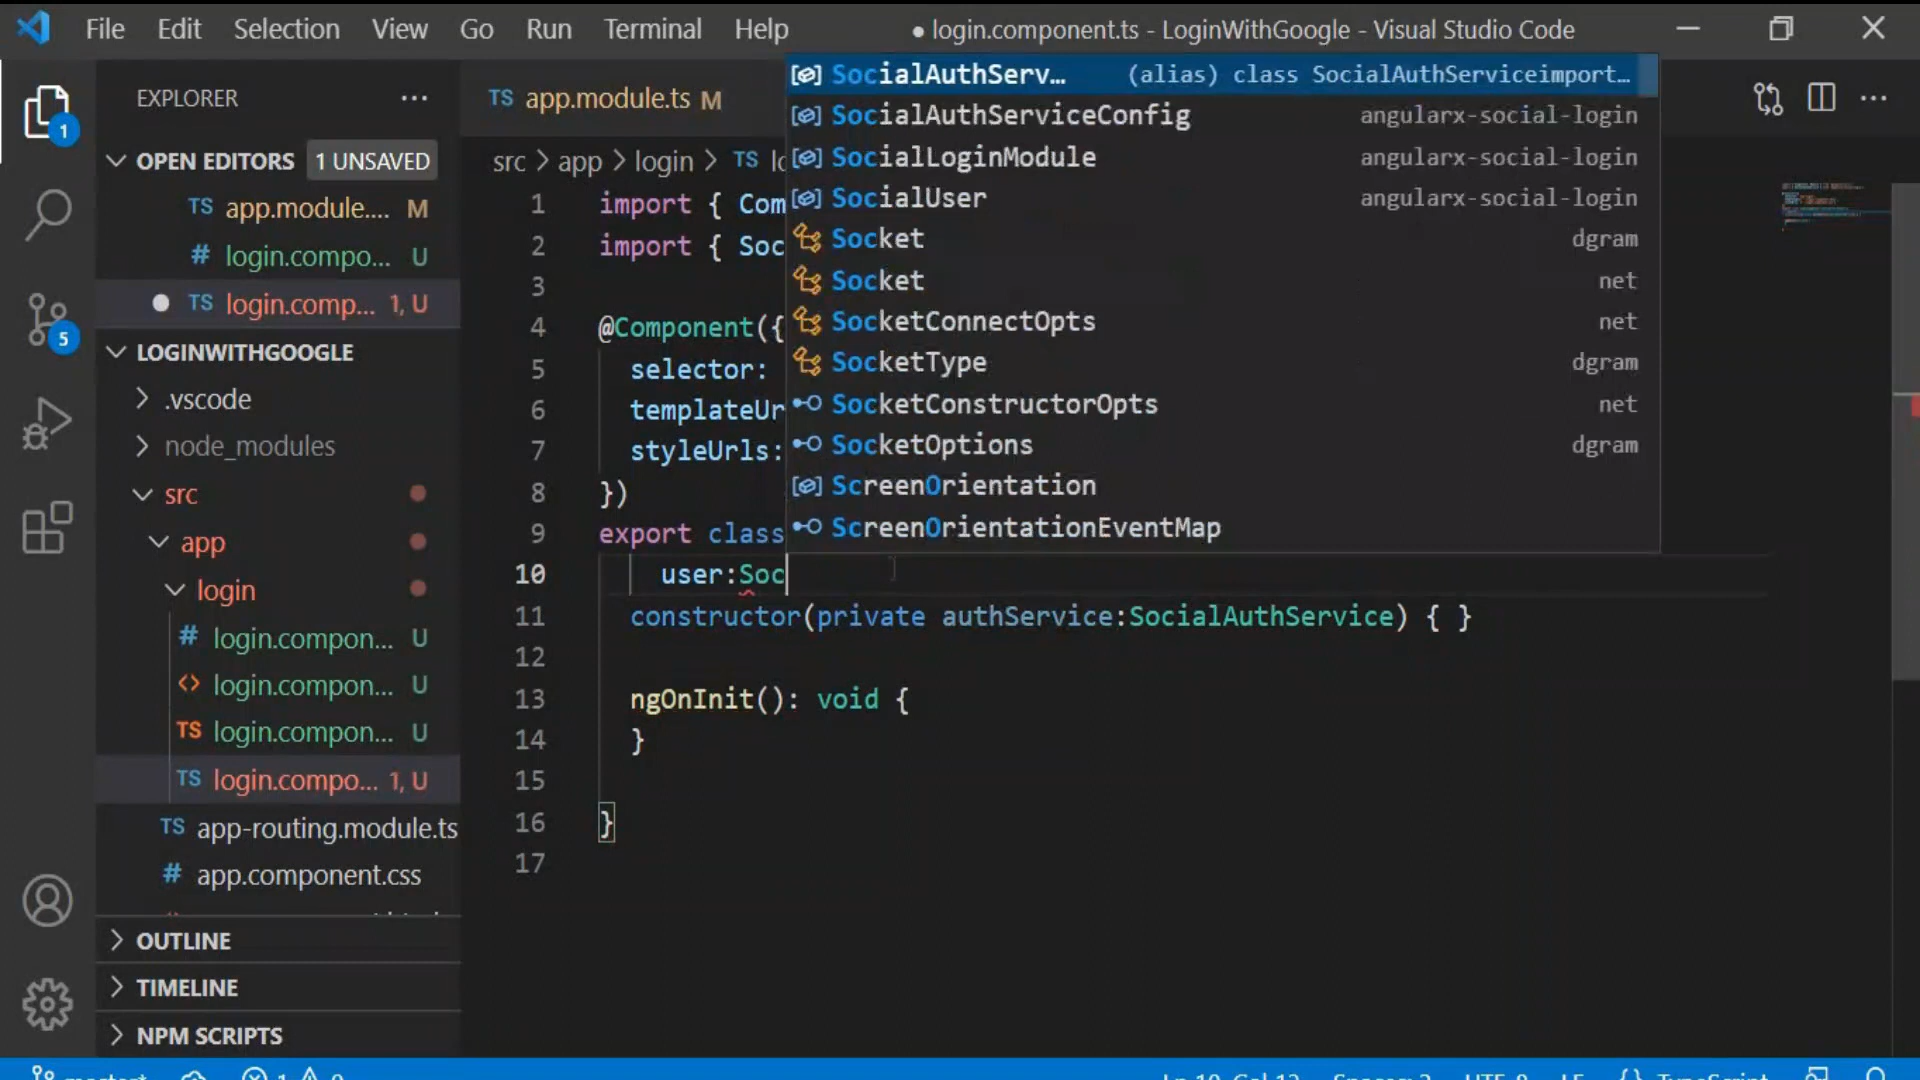 File Edit Selection View Go Run Terminal Help ● login.component.ts - LoginWithGoogle - Visual Studio Code
EXPLORER ···
TS app.module.ts M
OPEN EDITORS 1 UNSAVED
TS app.module.... M
# login.compo... U
● TS login.comp... 1, U
LOGINWITHGOOGLE
.vscode
node_modules
src
app
login
# login.compon... U
<> login.compon... U
TS login.compon... U
TS login.compo... 1, U
TS app-routing.module.ts
# app.component.css
OUTLINE
TIMELINE
NPM SCRIPTS
1
5
src > app > login > TS
SocialAuthServ… (alias) class SocialAuthServiceimport…
SocialAuthServiceConfig angularx-social-login
SocialLoginModule angularx-social-login
SocialUser angularx-social-login
Socket dgram
Socket net
SocketConnectOpts net
SocketType dgram
SocketConstructorOpts net
SocketOptions dgram
ScreenOrientation
ScreenOrientationEventMap
1 import { Com
2 import { Soc
3
4 @Component({
5 selector:
6 templateUr
7 styleUrls:
8 })
9 export class
10 user:Soc
11 constructor(private authService:SocialAuthService) { }
12
13 ngOnInit(): void {
14 }
15
16 }
17